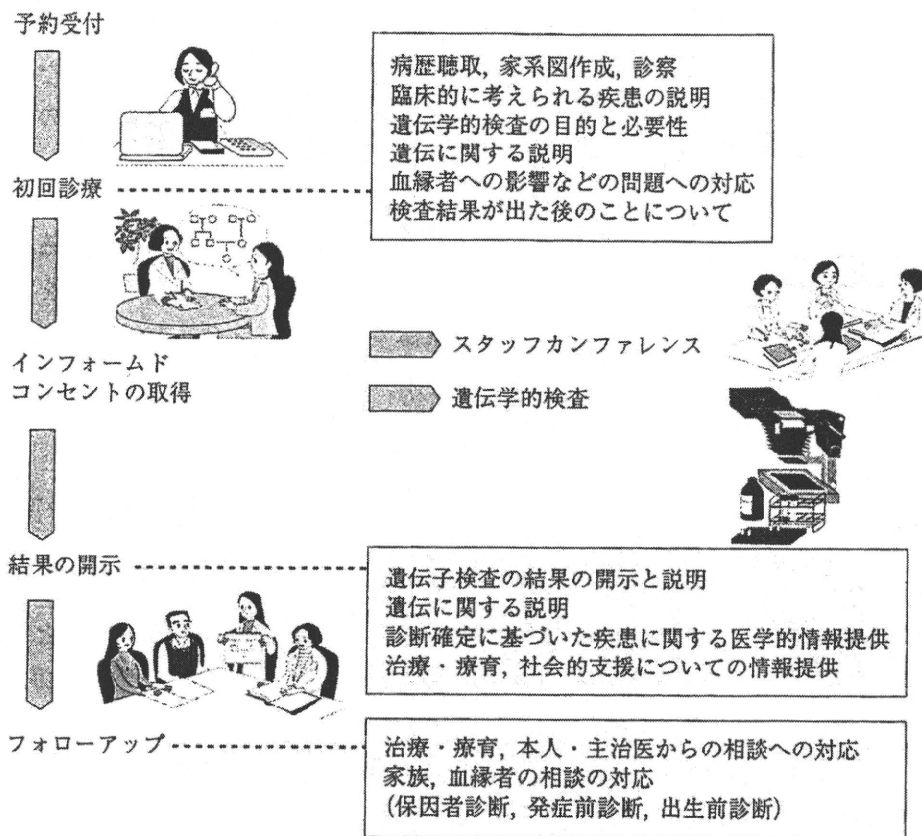 予約受付
病歴聴取, 家系図作成, 診察
臨床的に考えられる疾患の説明
遺伝学的検査の目的と必要性
遺伝に関する説明
血縁者への影響などの問題への対応
検査結果が出た後のことについて
初回診療
スタッフカンファレンス
インフォームド
コンセントの取得
遺伝学的検査
結果の開示
遺伝子検査の結果の開示と説明
遺伝に関する説明
診断確定に基づいた疾患に関する医学的情報提供
治療・療育, 社会的支援についての情報提供
フォローアップ
治療・療育, 本人・主治医からの相談への対応
家族, 血縁者の相談の対応
(保因者診断, 発症前診断, 出生前診断)